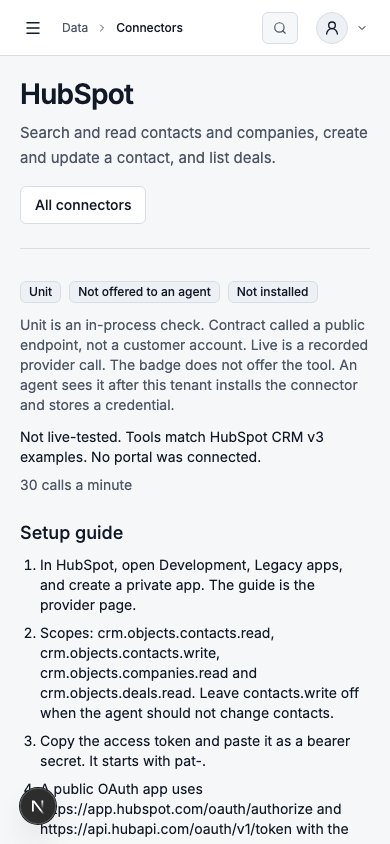 Data > Connectors
HubSpot
Search and read contacts and companies, create
and update a contact, and list deals.
All connectors
Unit Not offered to an agent Not installed
Unit is an in-process check. Contract called a public
endpoint, not a customer account. Live is a recorded
provider call. The badge does not offer the tool. An
agent sees it after this tenant installs the connector
and stores a credential.
Not live-tested. Tools match HubSpot CRM v3
examples. No portal was connected.
30 calls a minute
Setup guide
1. In HubSpot, open Development, Legacy apps,
and create a private app. The guide is the
provider page.
2. Scopes: crm.objects.contacts.read,
crm.objects.contacts.write,
crm.objects.companies.read and
crm.objects.deals.read. Leave contacts.write off
when the agent should not change contacts.
3. Copy the access token and paste it as a bearer
secret. It starts with pat-.
4. A public OAuth app uses
N
://app.hubspot.com/oauth/authorize and
https://api.hubapi.com/oauth/v1/token with the